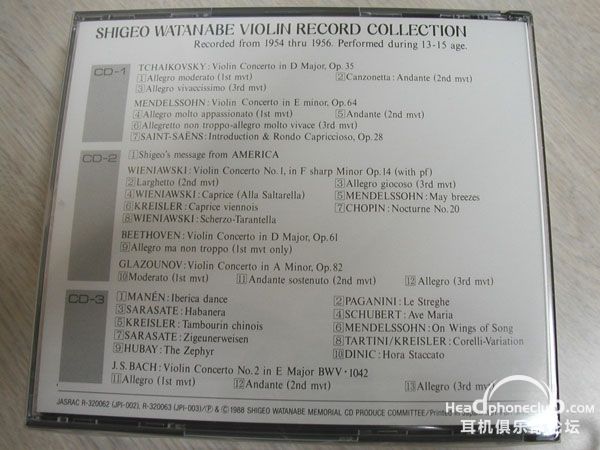 SHIGEO WATANABE VIOLIN RECORD COLLECTION
Recorded from 1954 thru 1956. Performed during 13-15 age.
CD-1
TCHAIKOVSKY : Violin Concerto in D Major, Op. 35
1 Allegro moderato (1st mvt) 2 Canzonetta : Andante (2nd mvt)
3 Allegro vivaccissimo (3rd mvt)
MENDELSSOHN : Violin Concerto in E minor, Op.64
4 Allegro molto appassionato (1st mvt) 5 Andante (2nd mvt)
6 Allegretto non troppo-allegro molto vivace (3rd mvt)
7 SAINT-SAËNS : Introduction & Rondo Capriccioso, Op.28
CD-2
1 Shigeo's message from AMERICA
WIENIAWSKI : Violin Concerto No.1, in F sharp Minor Op.14 (with pf)
2 Larghetto (2nd mvt) 3 Allegro giocoso (3rd mvt)
4 WIENIAWSKI : Caprice (Alla Saltarella) 5 MENDELSSOHN : May breezes
6 KREISLER : Caprice viennois 7 CHOPIN : Nocturne No.20
8 WIENIAWSKI : Scherzo-Tarantella
BEETHOVEN : Violin Concerto in D Major, Op.61
9 Allegro ma non troppo (1st mvt only)
GLAZOUNOV : Violin Concerto in A Minor, Op.82
10 Moderato (1st mvt) 11 Andante sostenuto (2nd mvt) 12 Allegro (3rd mvt)
CD-3
1 MANÉN : Iberica dance 2 PAGANINI : Le Streghe
3 SARASATE : Habanera 4 SCHUBERT : Ave Maria
5 KREISLER : Tambourin chinois 6 MENDELSSOHN : On Wings of Song
7 SARASATE : Zigeunerweisen 8 TARTINI/KREISLER : Corelli-Variation
9 HUBAY : The Zephyr 10 DINIC : Hora Staccato
J.S.BACH : Violin Concerto No.2 in E Major BWV・1042
11 Allegro (1st mvt) 12 Andante (2nd mvt) 13 Allegro (3rd mvt)
JASRAC R-320062 (JPI-002), R-320063 (JPI-003)/Ⓟ & © 1988 SHIGEO WATANABE MEMORIAL CD PRODUCE COMMITTEE/Printed in
Headphoneclub.com
耳机俱乐部论坛